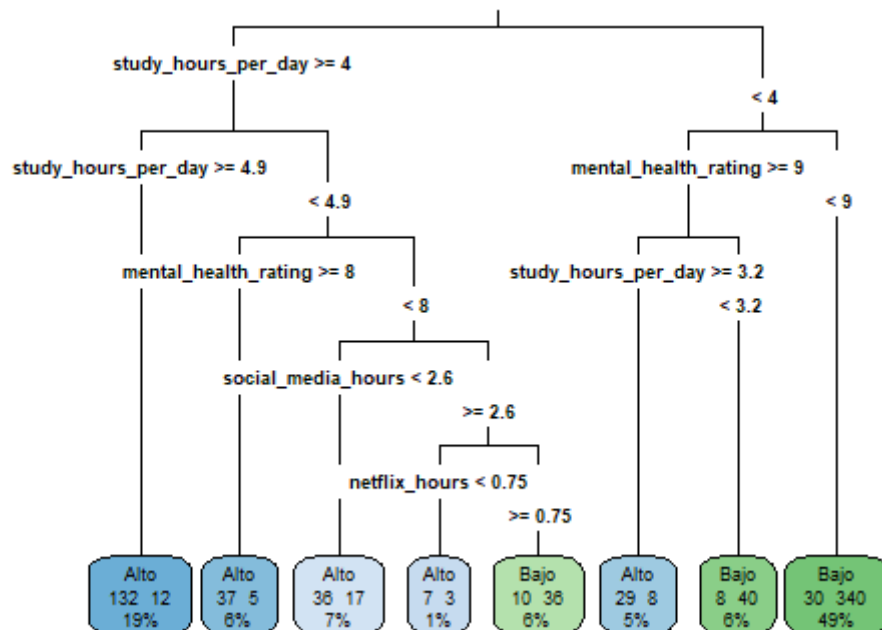 study_hours_per_day >= 4
< 4
study_hours_per_day >= 4.9
mental_health_rating >= 9
< 4.9
< 9
mental_health_rating >= 8
study_hours_per_day >= 3.2
< 8
< 3.2
social_media_hours < 2.6
>= 2.6
netflix_hours < 0.75
>= 0.75
Alto
132 12
19%
Alto
37 5
6%
Alto
36 17
7%
Alto
7 3
1%
Bajo
10 36
6%
Alto
29 8
5%
Bajo
8 40
6%
Bajo
30 340
49%